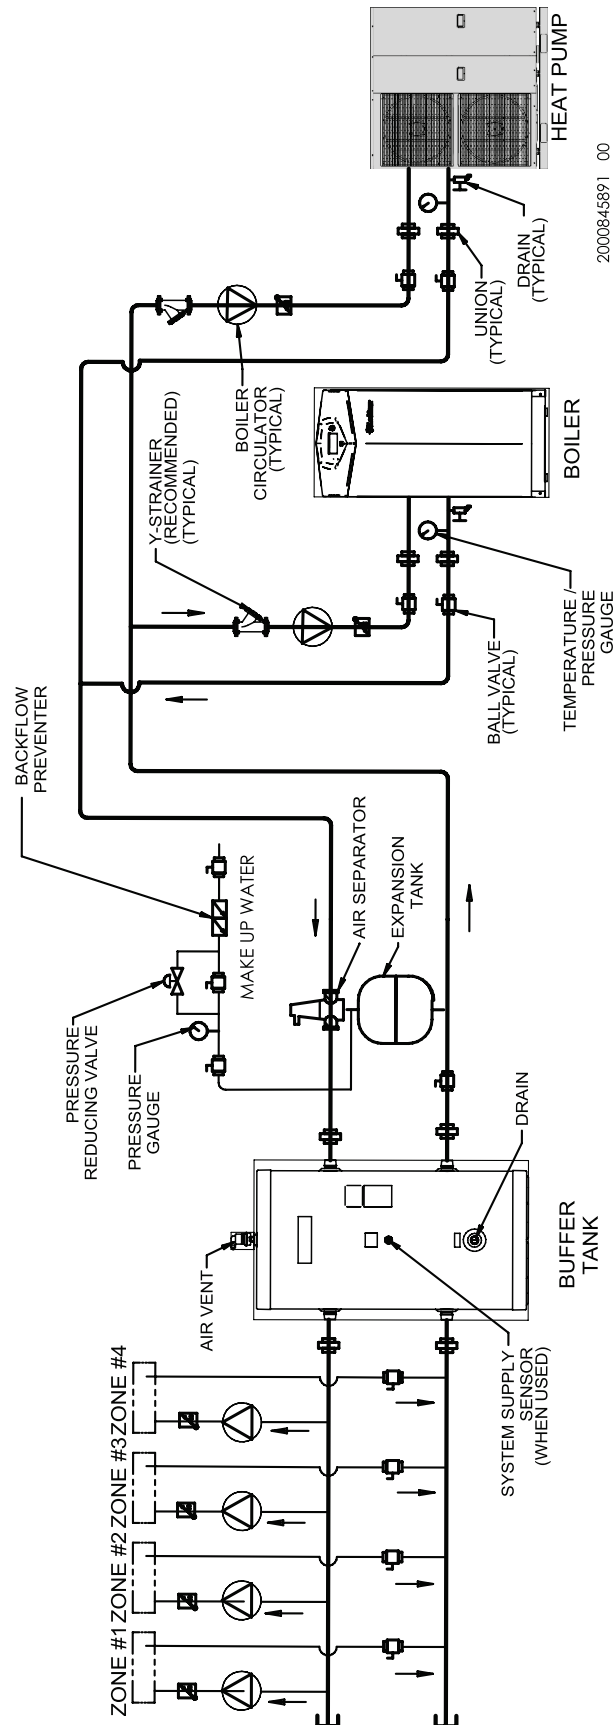 ZONE #1
ZONE #2
ZONE #3
ZONE #4
AIR VENT
SYSTEM SUPPLY
SENSOR
(WHEN USED)
BUFFER
TANK
DRAIN
PRESSURE
REDUCING VALVE
PRESSURE
GAUGE
BACKFLOW
PREVENTER
MAKE UP WATER
AIR SEPARATOR
EXPANSION
TANK
Y-STRAINER
(RECOMMENDED)
(TYPICAL)
BALL VALVE
(TYPICAL)
TEMPERATURE /
PRESSURE
GAUGE
BOILER
CIRCULATOR
(TYPICAL)
BOILER
UNION
(TYPICAL)
DRAIN
(TYPICAL)
HEAT PUMP
2000845891 00